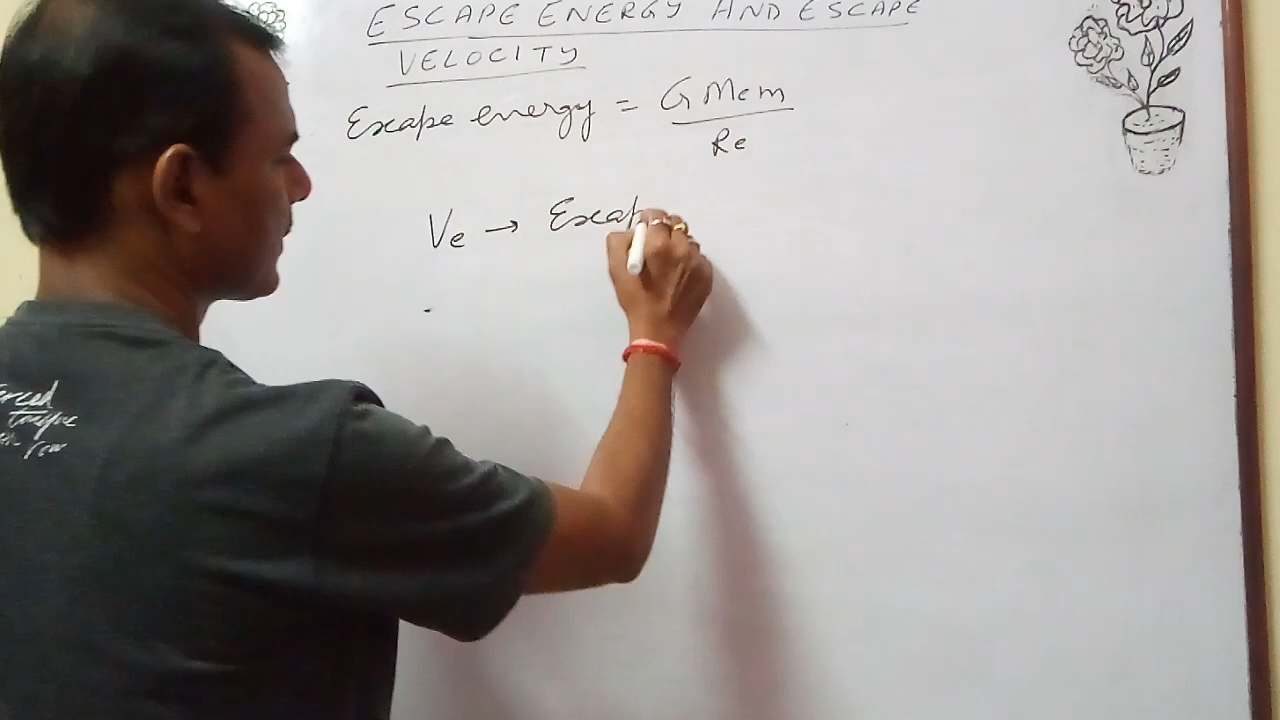 ESCAPE ENERGY AND ESCAPE
VELOCITY
Escape energy = GMem
Re
Ve → Escap